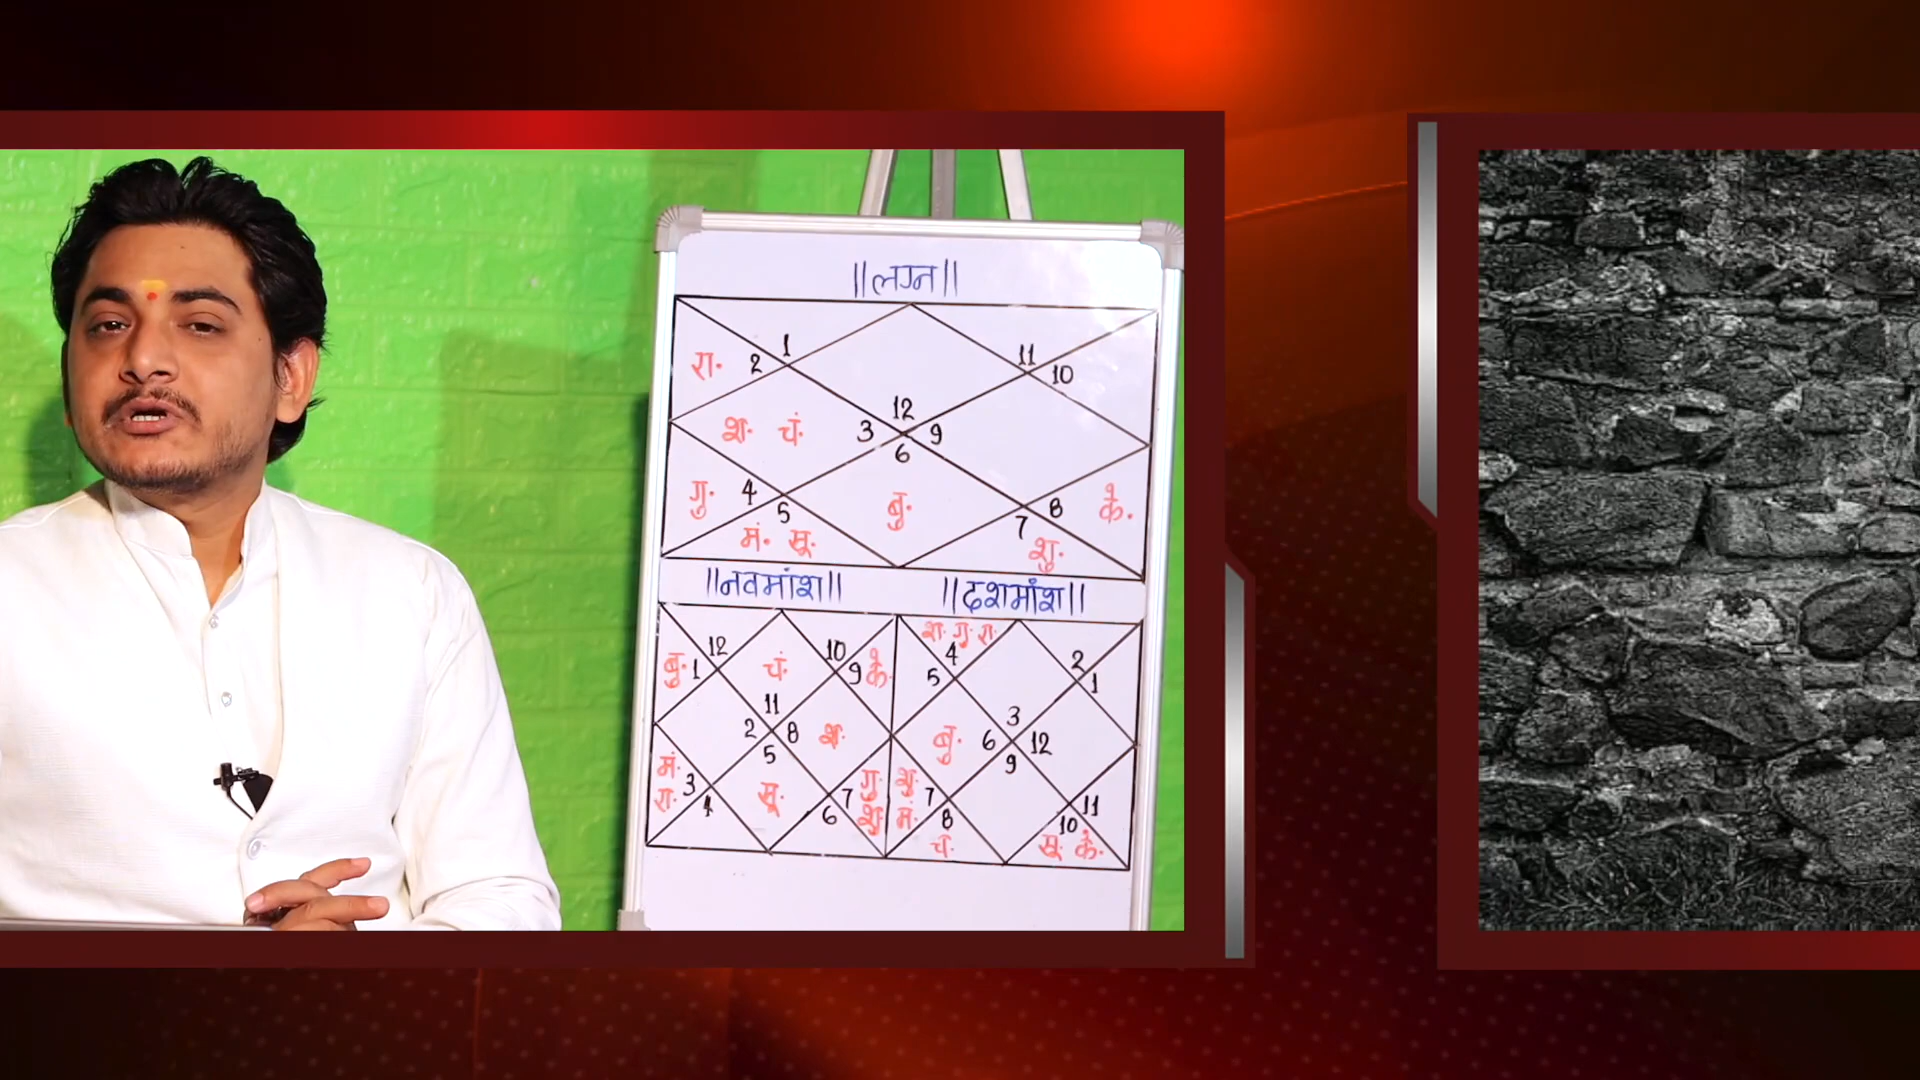 ||लग्न||
1
11
रा. 2
10
12
श. चं. 3
9
6
गु. 4
बु.
8 के.
5
7
मं. सू.
शु.
||नवमांश||
||दशमांश||
श. गु. रा.
12
10
4
2
बु. 1
चं.
9 के.
5
1
11
3
2
8 श.
बु. 6
12
5
9
मं.
गु.
शु.
रा. 3
सू.
7
7
11
4
6
शु.
मं.
8
10
चं.
सू. के.